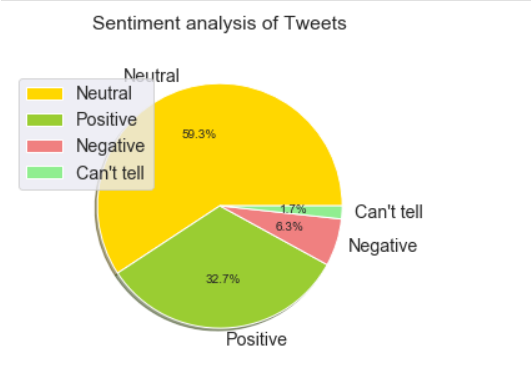 Sentiment analysis of Tweets
Neutral
Neutral
Positive
Negative
Can't tell
59.3%
1.7%
Can't tell
6.3%
Negative
32.7%
Positive